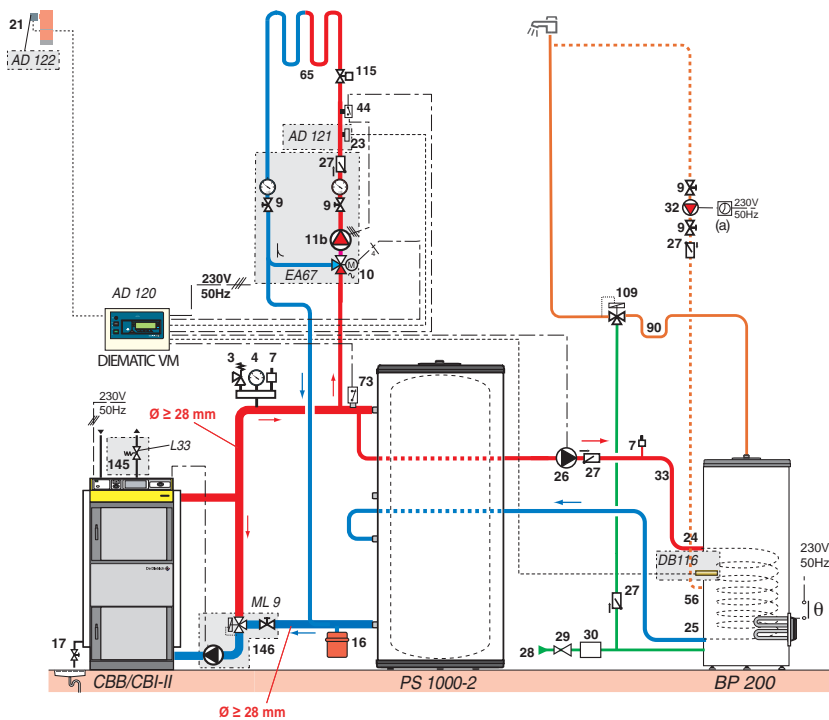 21
AD 122
65
115
44
AD 121
23
27
9
9
11b
M
4
10
EA67
230V
50Hz
AD 120
DIEMATIC VM
9
32
230V
50Hz
(a)
9
27
109
90
3 4 7
73
Ø ≥ 28 mm
230V
50Hz
L33
145
7
26
27
33
24
DB116
230V
50Hz
56
θ
27
25
ML 9
146
16
17
28
29
30
CBB/CBI-II
PS 1000-2
BP 200
Ø ≥ 28 mm